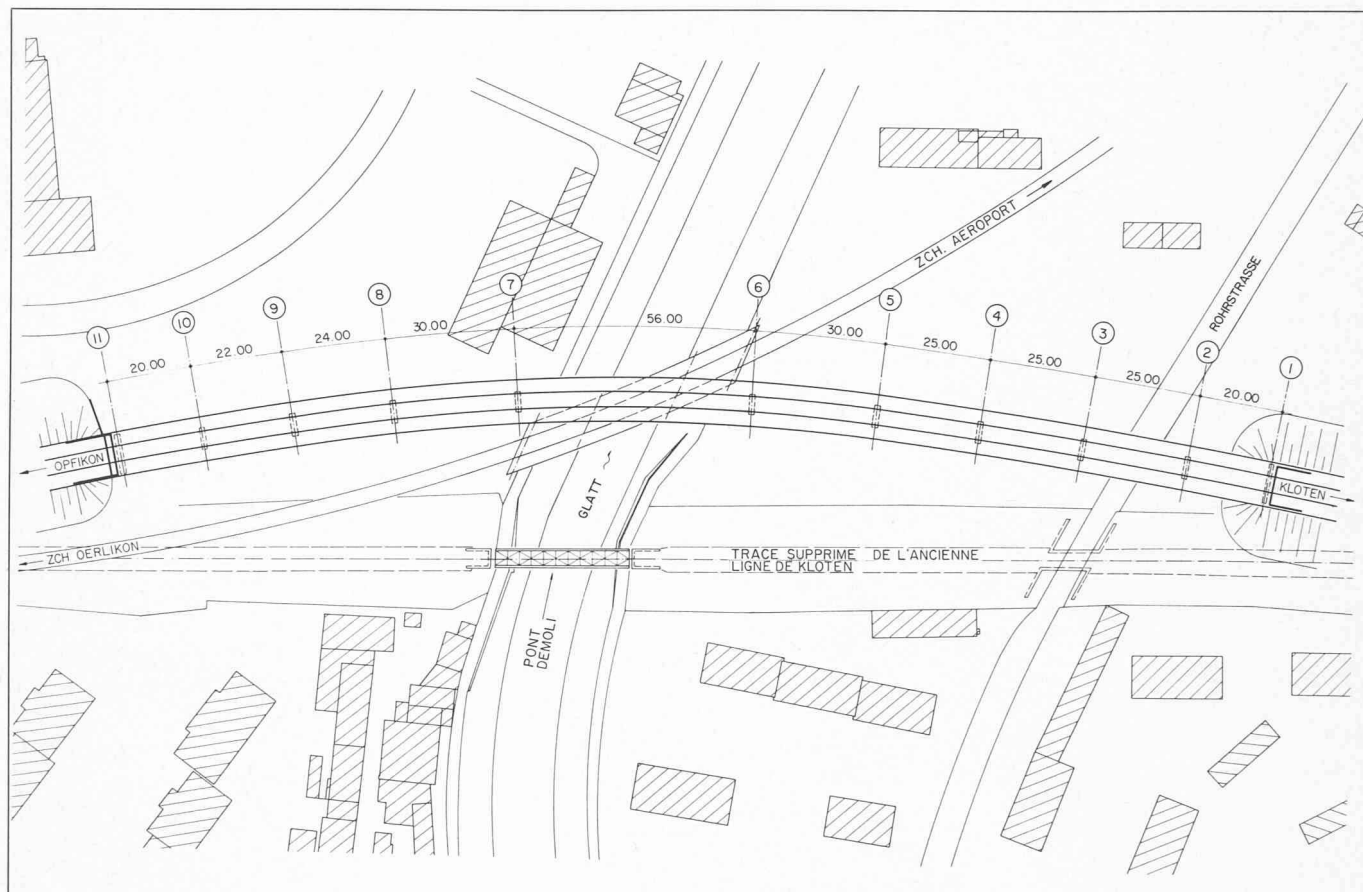 ZCH. AEROPORT
ROHRSTRASSE
11
10
9
8
7
6
5
4
3
2
1
20.00
22.00
24.00
30.00
56.00
30.00
25.00
25.00
25.00
20.00
OPFIKON
KLOTEN
GLATT
ZCH OERLIKON
TRACE SUPPRIME DE L'ANCIENNE
LIGNE DE KLOTEN
PONT
DEMOLI